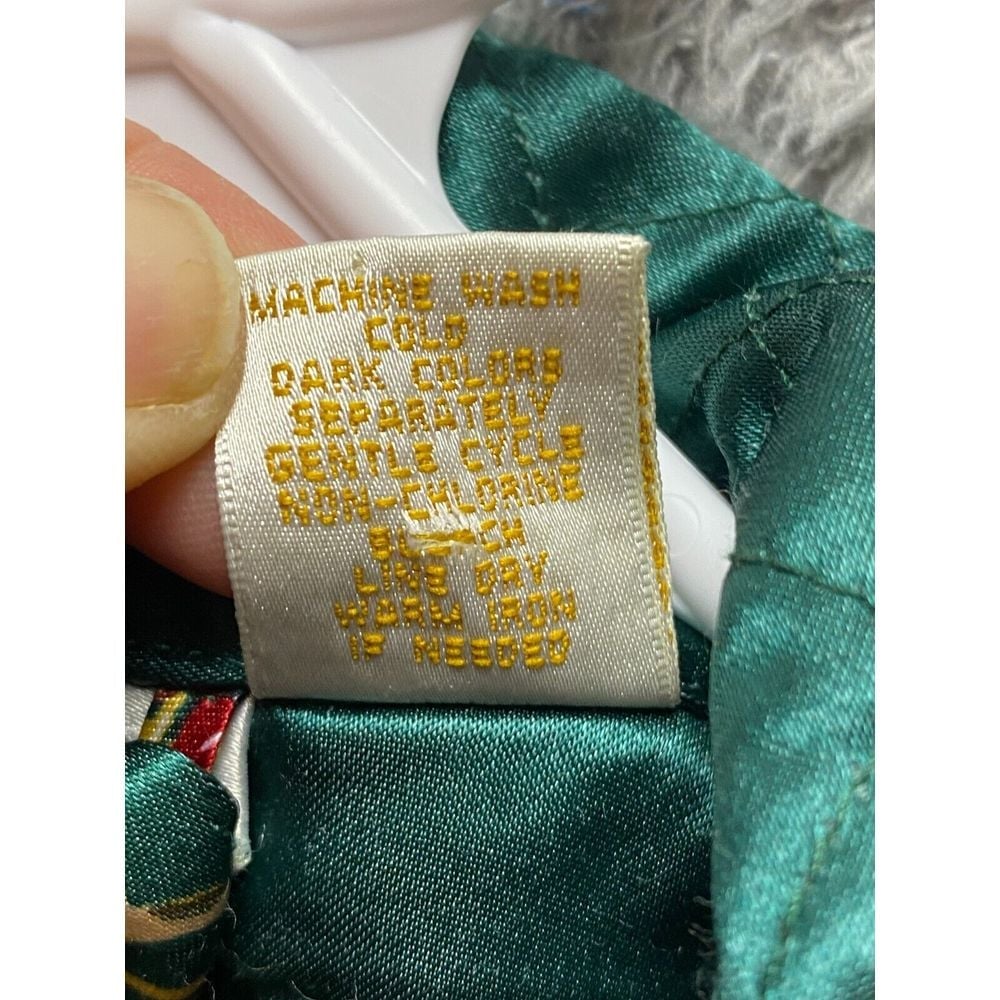 MACHINE WASH
COLD
DARK COLORS
SEPARATELY
GENTLE CYCLE
NON-CHLORINE
LINE DRY
WARM IRON
IF NEEDED